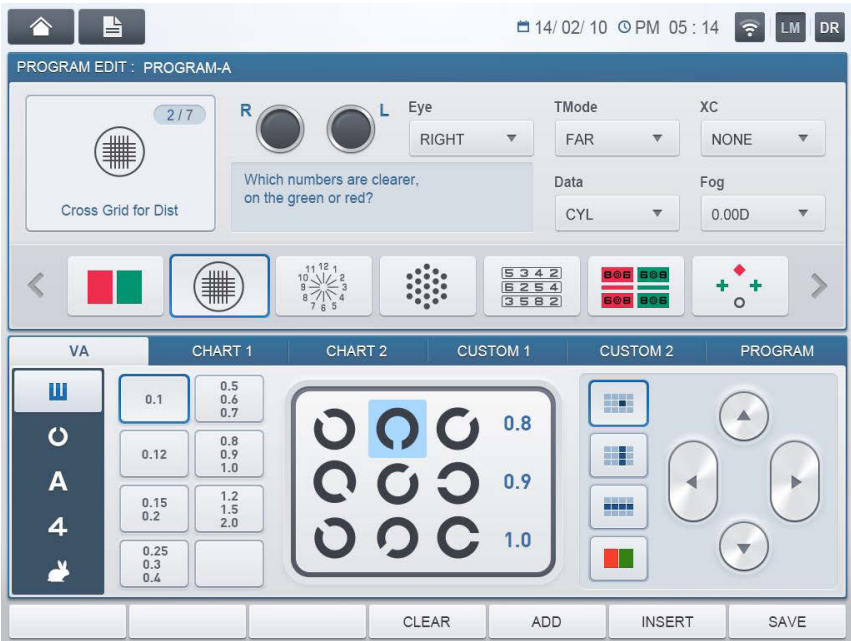 14/ 02/ 10 PM 05 : 14 LM DR
PROGRAM EDIT : PROGRAM-A
2 / 7
Cross Grid for Dist
R L
Which numbers are clearer,
on the green or red?
Eye
RIGHT
TMode
FAR
XC
NONE
Data
CYL
Fog
0.00D
11 12 1
10 2
9 3
8 4
7 6 5
5 3 4 2
6 2 5 4
3 5 8 2
606 609
608 806
VA CHART 1 CHART 2 CUSTOM 1 CUSTOM 2 PROGRAM
A
4
0.1
0.12
0.15
0.2
0.25
0.3
0.4
0.5
0.6
0.7
0.8
0.9
1.0
1.2
1.5
2.0
0.8
0.9
1.0
CLEAR ADD INSERT SAVE